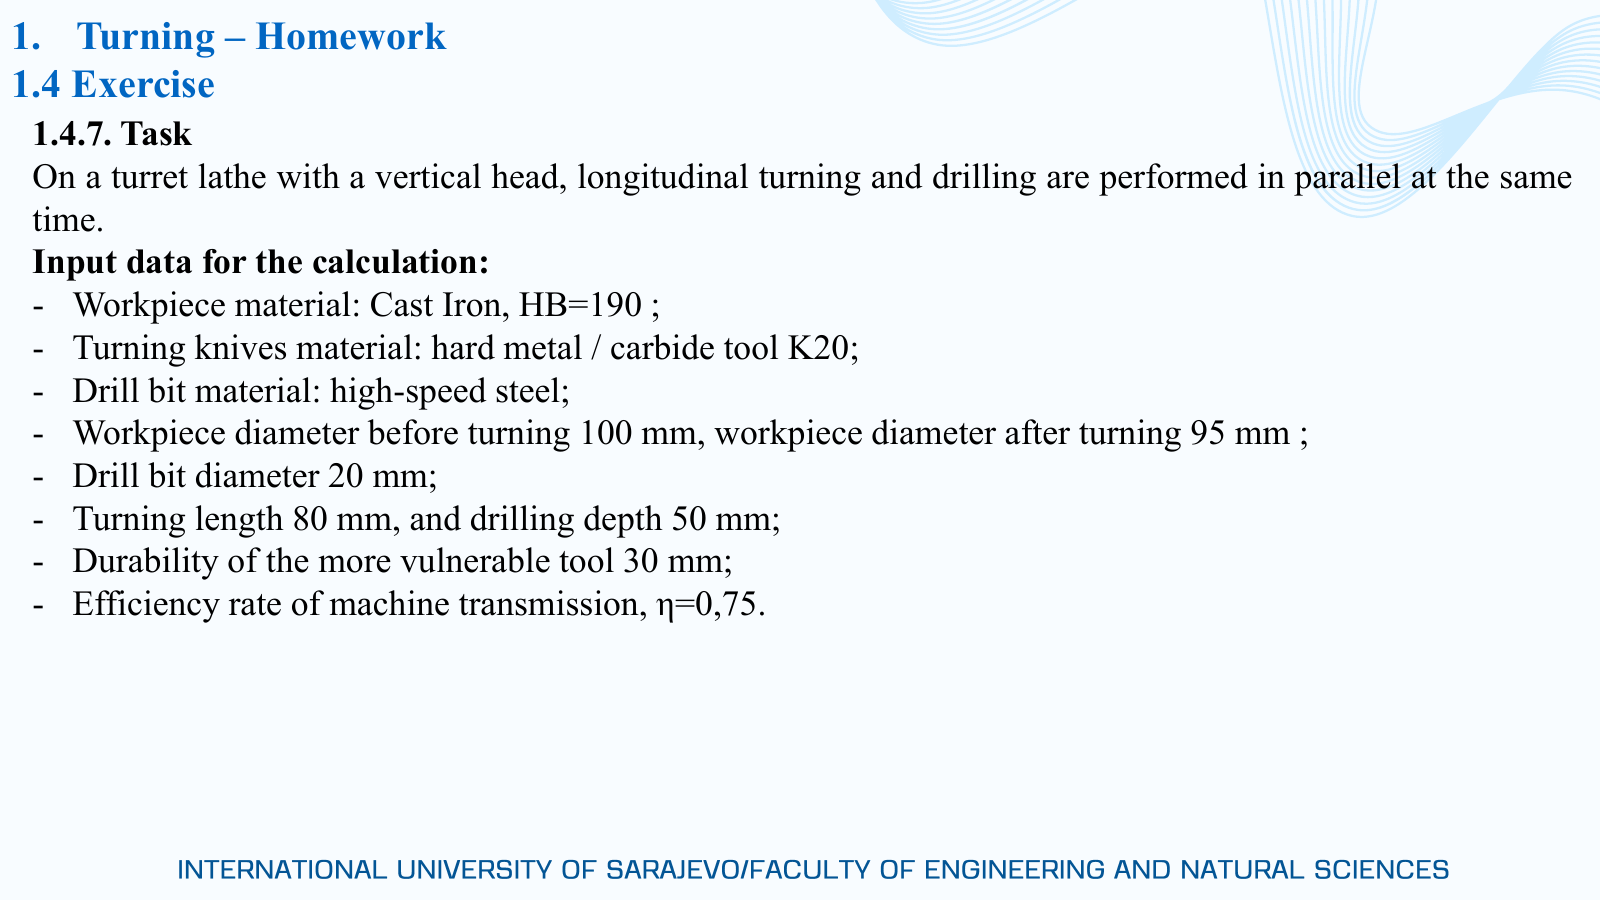 1. Turning – Homework
1.4 Exercise
1.4.7. Task
On a turret lathe with a vertical head, longitudinal turning and drilling are performed in parallel at the same
time.
Input data for the calculation:
- Workpiece material: Cast Iron, HB=190 ;
- Turning knives material: hard metal / carbide tool K20;
- Drill bit material: high-speed steel;
- Workpiece diameter before turning 100 mm, workpiece diameter after turning 95 mm ;
- Drill bit diameter 20 mm;
- Turning length 80 mm, and drilling depth 50 mm;
- Durability of the more vulnerable tool 30 mm;
- Efficiency rate of machine transmission, η=0,75.
INTERNATIONAL UNIVERSITY OF SARAJEVO/FACULTY OF ENGINEERING AND NATURAL SCIENCES